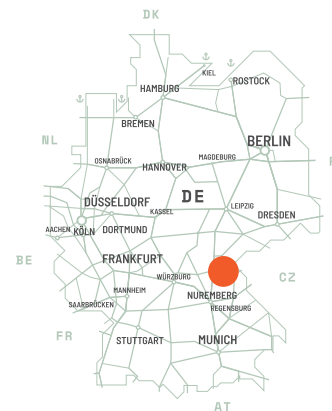 DK
KIEL
ROSTOCK
HAMBURG
BREMEN
NL
BERLIN
OSNABRÜCK
HANNOVER
MAGDEBURG
DÜSSELDORF
DE
KASSEL
LEIPZIG
DRESDEN
AACHEN
KÖLN
DORTMUND
BE
FRANKFURT
WÜRZBURG
CZ
MANNHEIM
NUREMBERG
SAARBRÜCKEN
REGENSBURG
FR
STUTTGART
MUNICH
AT